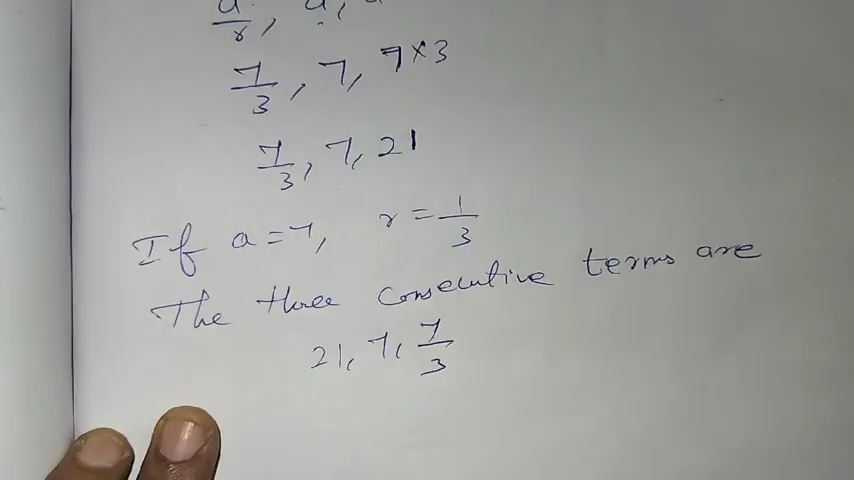 a/r, a,
7/3, 7, 7×3
7/3, 7, 21
If a=7, r=1/3
The three consecutive terms are
21, 7, 7/3